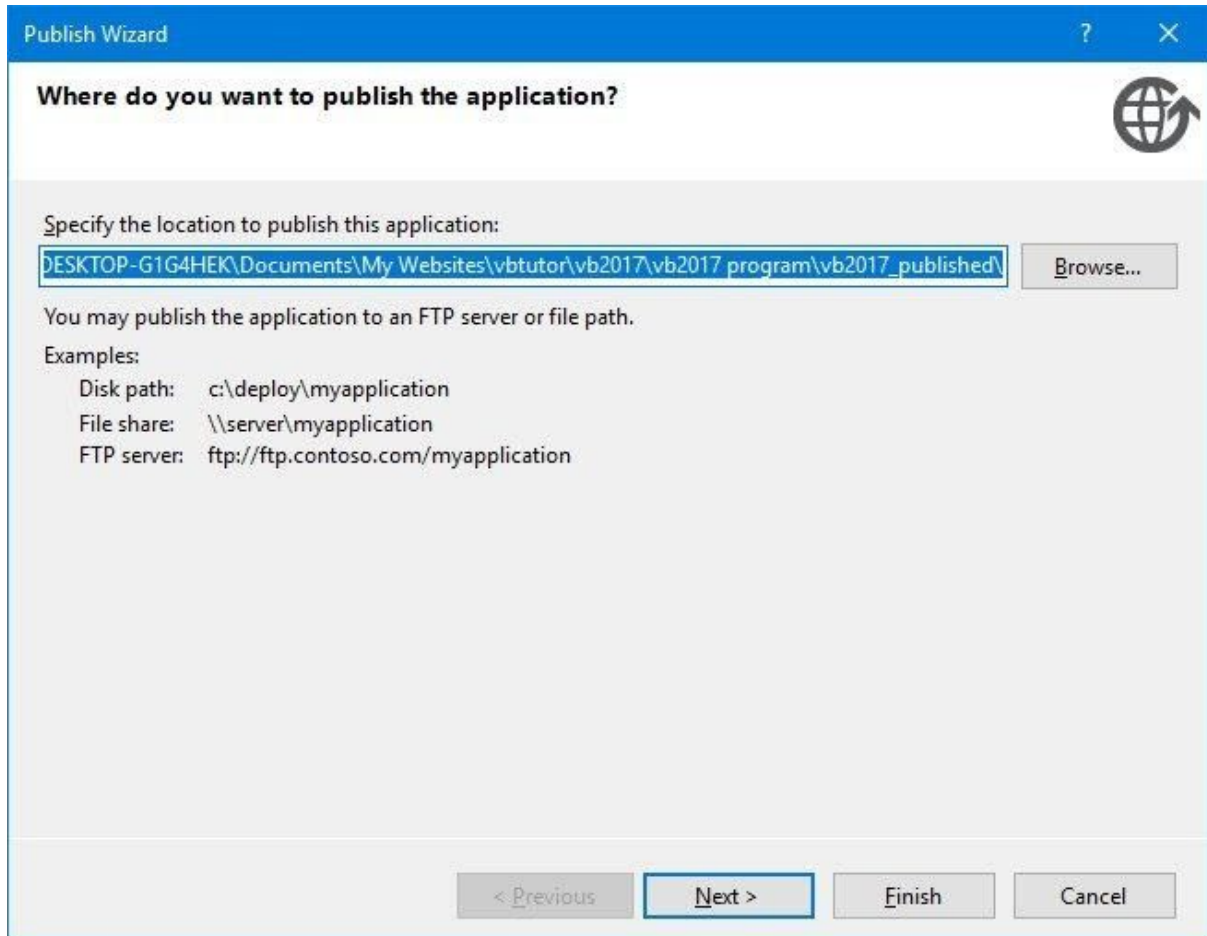 Publish Wizard
?
Where do you want to publish the application?
Specify the location to publish this application:
DESKTOP-G1G4HEK\Documents\My Websites\vbtutor\vb2017\vb2017 program\vb2017_published\
Browse...
You may publish the application to an FTP server or file path.
Examples:
Disk path: c:\deploy\myapplication
File share: \\server\myapplication
FTP server: ftp://ftp.contoso.com/myapplication
< Previous Next > Finish Cancel